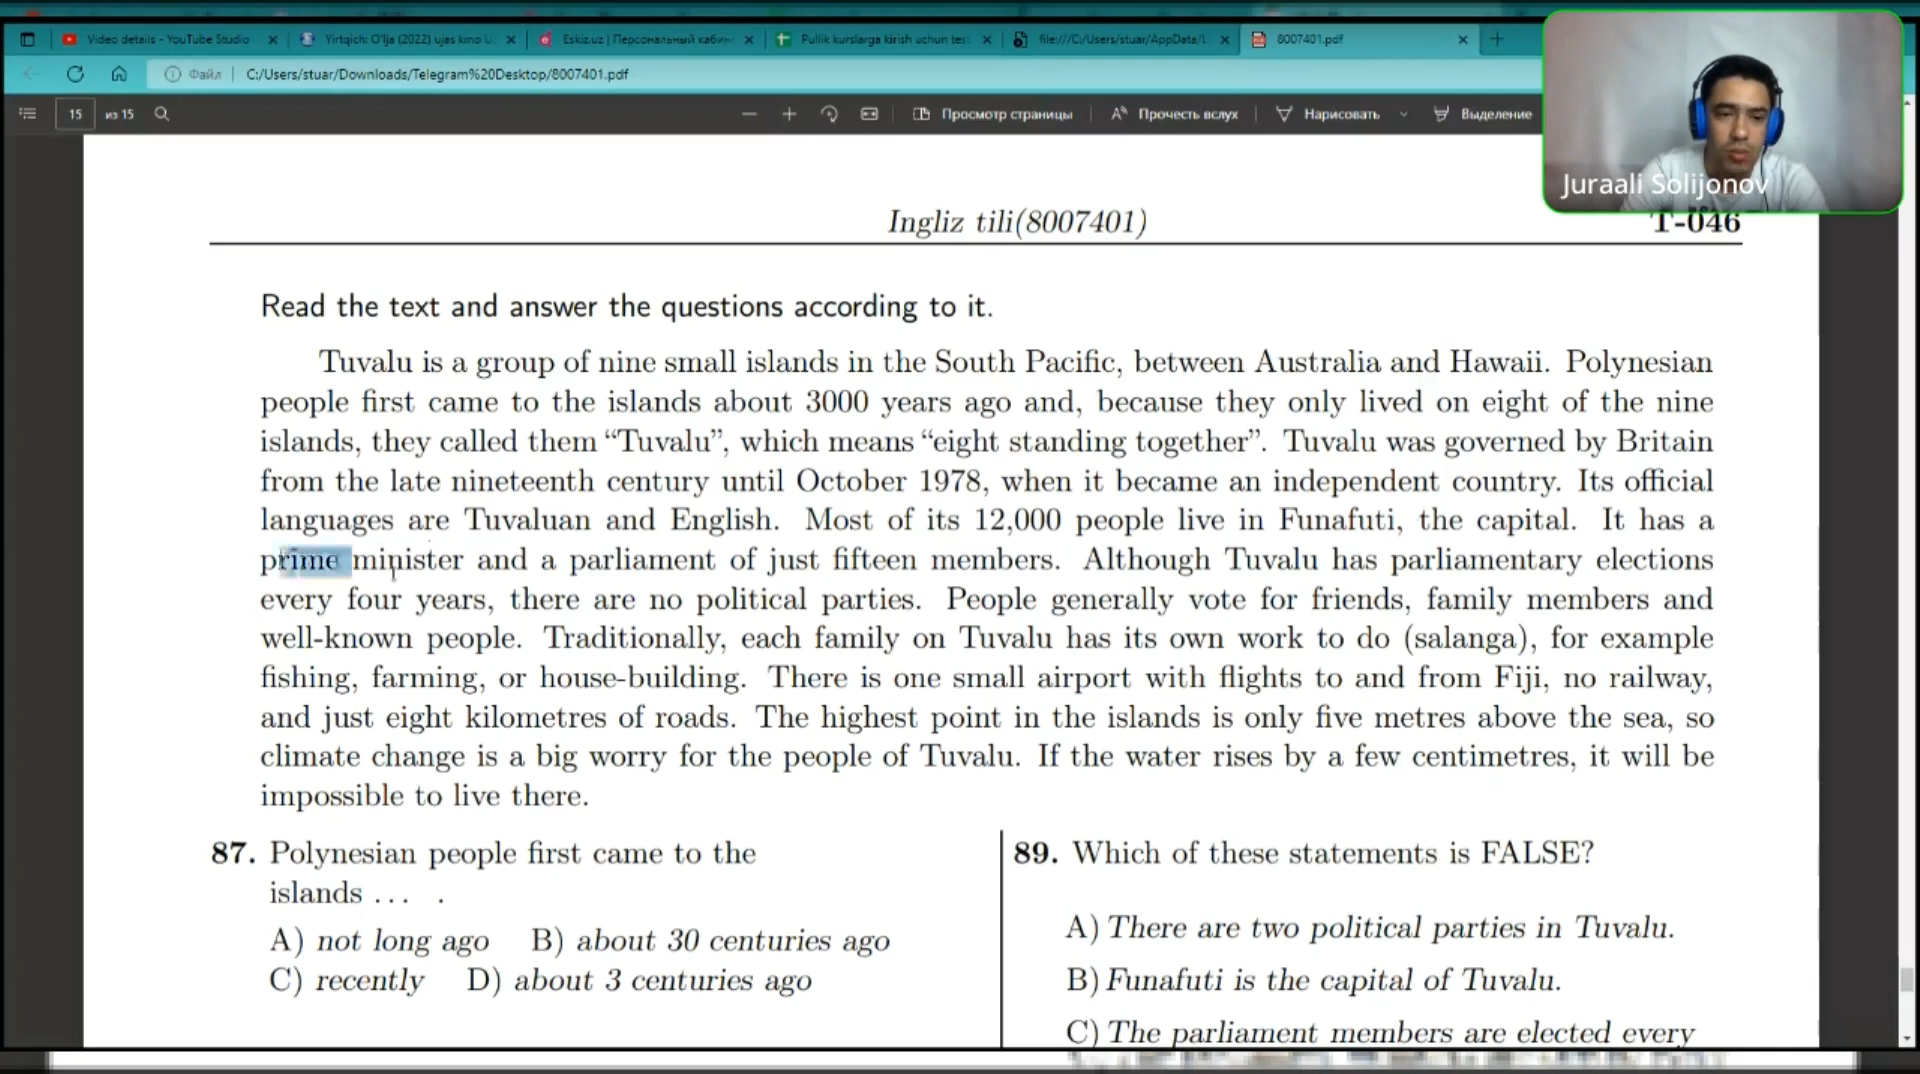 Video details - YouTube Studio
Yirtqich: O'lja (2022) ujas kino U
Eskiz.uz | Персональный кабин
Pullik kurslarga kirish uchun test
file:///C:/Users/stuar/AppData/L
8007401.pdf
Файл
C:/Users/stuar/Downloads/Telegram%20Desktop/8007401.pdf
15 из 15
Просмотр страницы
Прочесть вслух
Нарисовать
Выделение
Juraali Solijonov
Ingliz tili(8007401)
T-046
Read the text and answer the questions according to it.
Tuvalu is a group of nine small islands in the South Pacific, between Australia and Hawaii. Polynesian
people first came to the islands about 3000 years ago and, because they only lived on eight of the nine
islands, they called them “Tuvalu”, which means “eight standing together”. Tuvalu was governed by Britain
from the late nineteenth century until October 1978, when it became an independent country. Its official
languages are Tuvaluan and English. Most of its 12,000 people live in Funafuti, the capital. It has a
prime minister and a parliament of just fifteen members. Although Tuvalu has parliamentary elections
every four years, there are no political parties. People generally vote for friends, family members and
well-known people. Traditionally, each family on Tuvalu has its own work to do (salanga), for example
fishing, farming, or house-building. There is one small airport with flights to and from Fiji, no railway,
and just eight kilometres of roads. The highest point in the islands is only five metres above the sea, so
climate change is a big worry for the people of Tuvalu. If the water rises by a few centimetres, it will be
impossible to live there.
87. Polynesian people first came to the
islands ... .
A) not long ago B) about 30 centuries ago
C) recently D) about 3 centuries ago
89. Which of these statements is FALSE?
A) There are two political parties in Tuvalu.
B) Funafuti is the capital of Tuvalu.
C) The parliament members are elected every